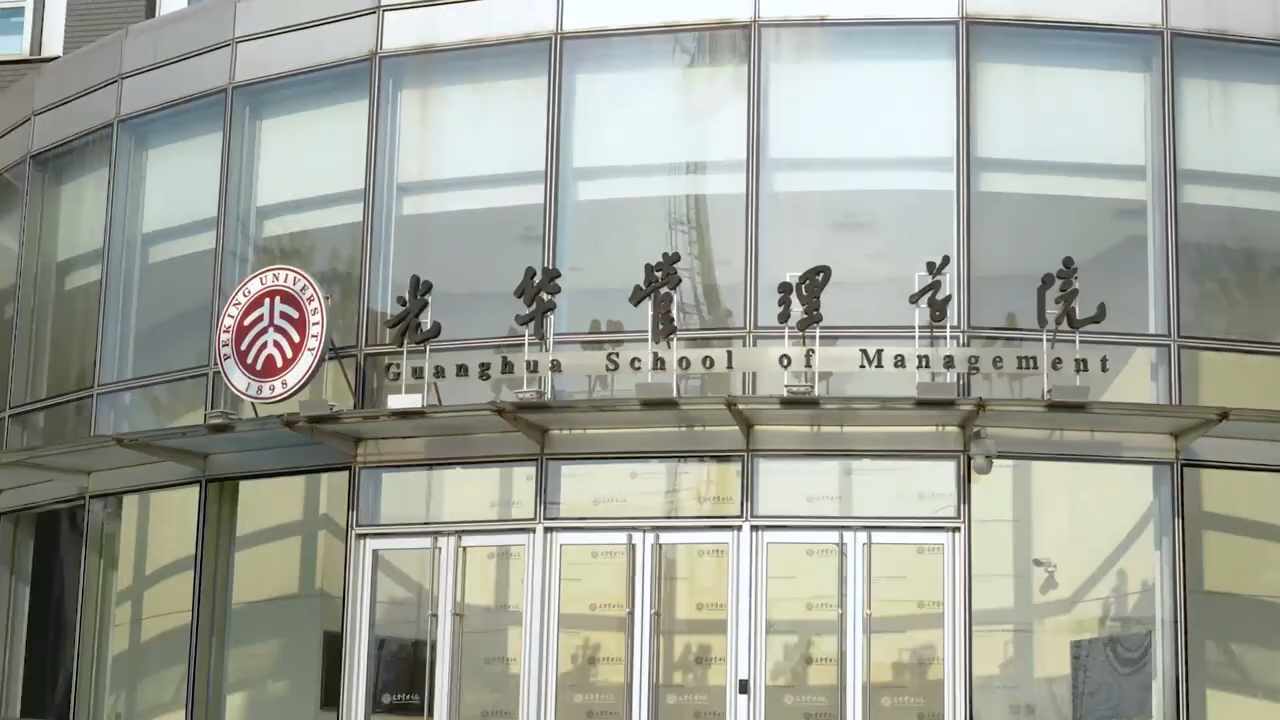 PEKING UNIVERSITY
1898
光华管理学院
Guanghua School of Management